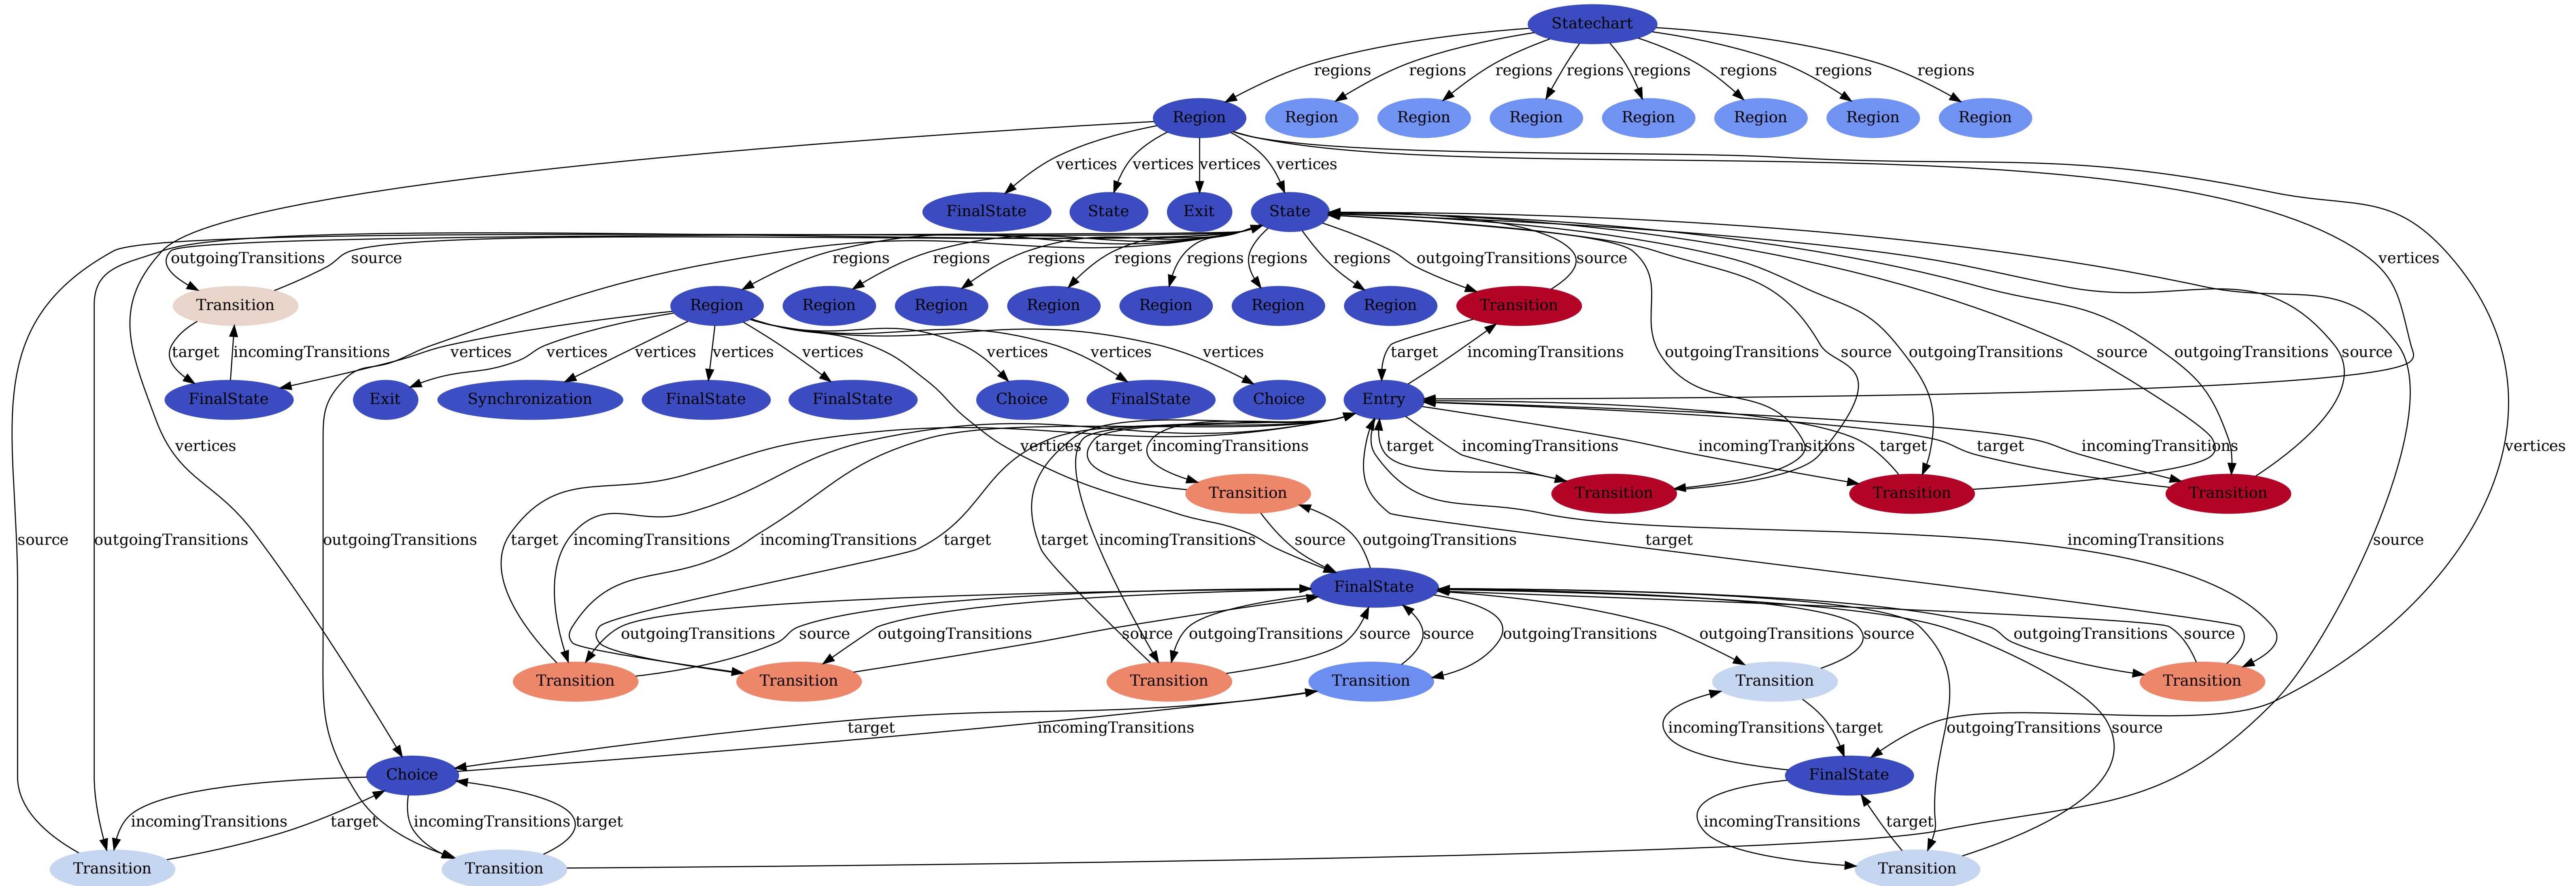 Statechart
regions regions regions regions regions regions regions regions
Region Region Region Region Region Region Region Region
vertices vertices vertices vertices
FinalState State Exit State
outgoingTransitions source regions regions regions regions regions regions regions outgoingTransitions source vertices
Transition Region Region Region Region Region Region Region Transition
target incomingTransitions vertices vertices vertices vertices vertices vertices vertices vertices target incomingTransitions outgoingTransitions source outgoingTransitions source outgoingTransitions source
FinalState Exit Synchronization FinalState FinalState Choice FinalState Choice Entry
vertices vertices target incomingTransitions target incomingTransitions incomingTransitions target target incomingTransitions vertices
Transition Transition Transition Transition
source outgoingTransitions outgoingTransitions target incomingTransitions incomingTransitions target target incomingTransitions source outgoingTransitions target incomingTransitions source
FinalState
outgoingTransitions source outgoingTransitions source outgoingTransitions source source outgoingTransitions outgoingTransitions source outgoingTransitions source
Transition Transition Transition Transition Transition Transition
target incomingTransitions incomingTransitions target outgoingTransitions source
Choice FinalState
incomingTransitions target incomingTransitions target incomingTransitions target
Transition Transition Transition